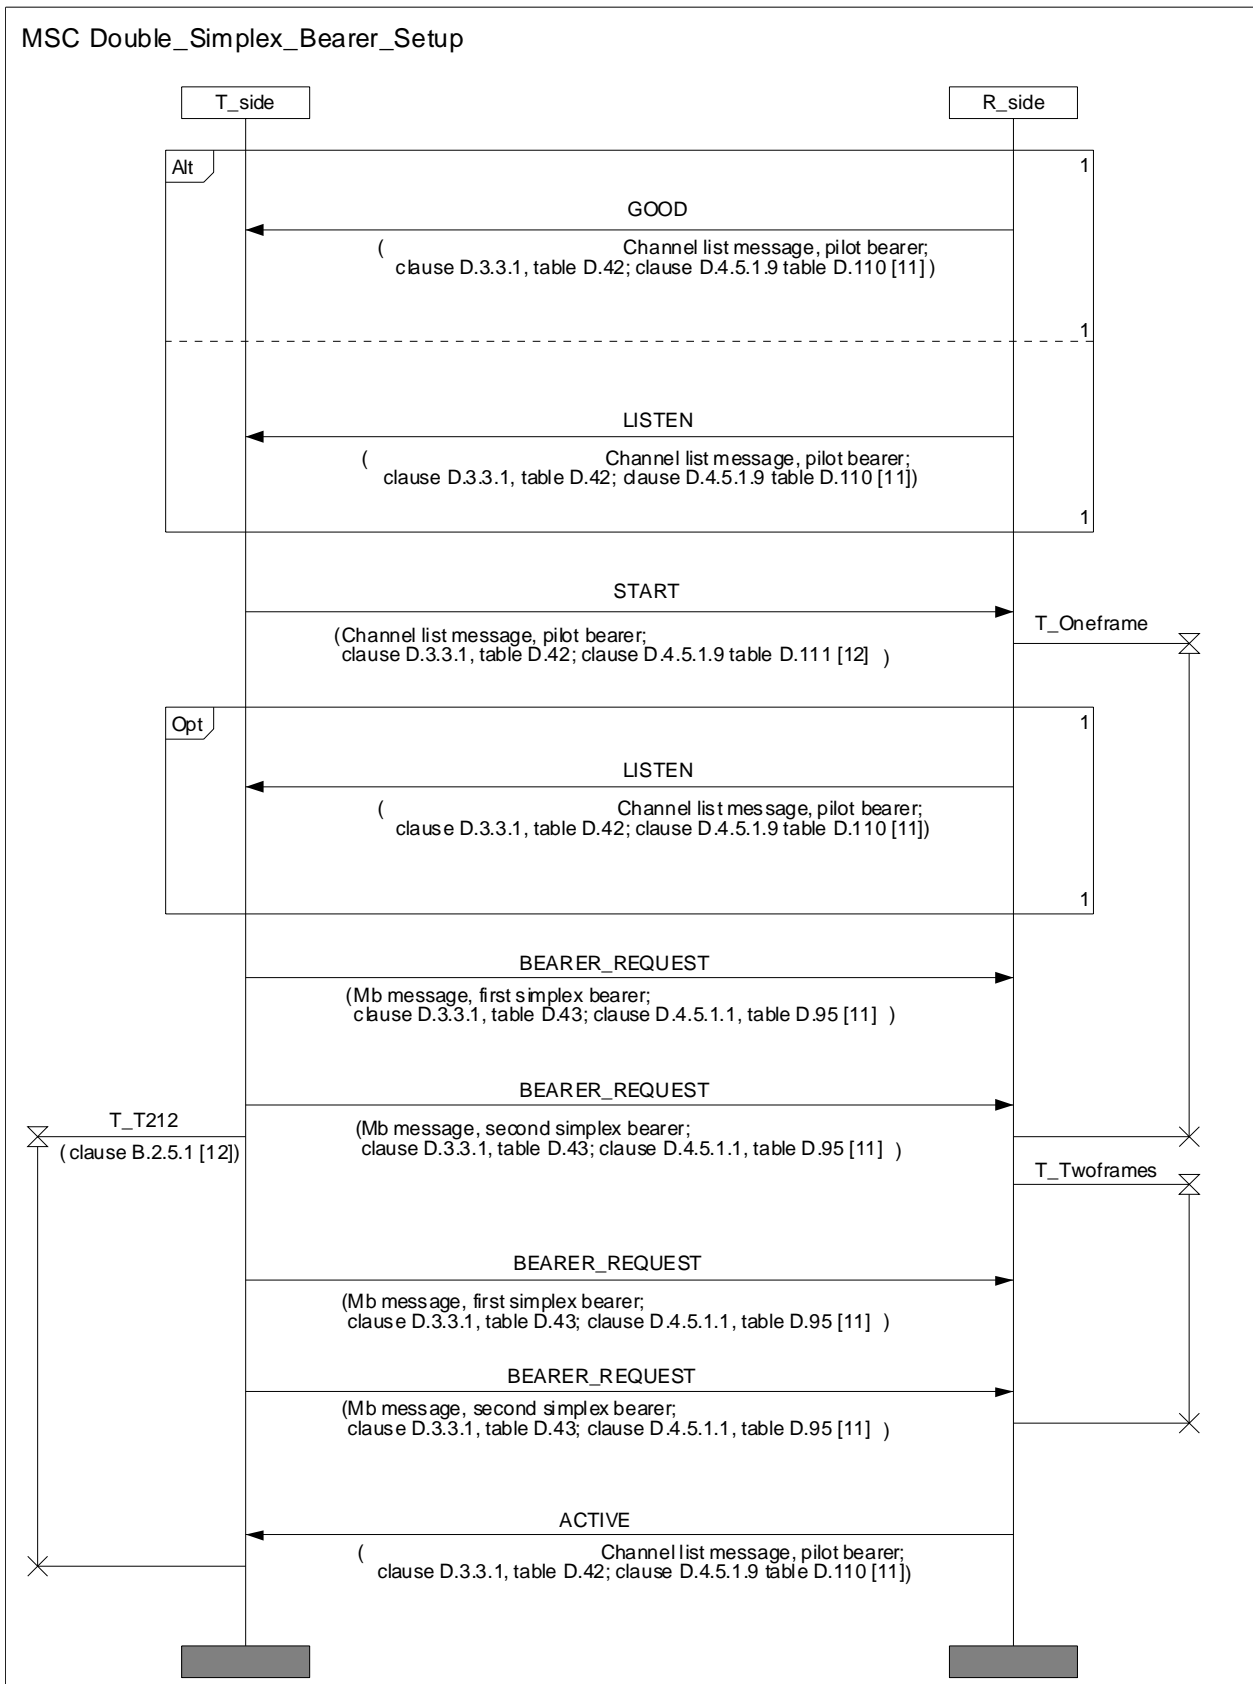 MSC Double_Simplex_Bearer_Setup
T_side
R_side
Alt
1
GOOD
( Channel list message, pilot bearer;
clause D.3.3.1, table D.42; clause D.4.5.1.9 table D.110 [11] )
1
LISTEN
( Channel list message, pilot bearer;
clause D.3.3.1, table D.42; clause D.4.5.1.9 table D.110 [11])
1
START
T_Oneframe
(Channel list message, pilot bearer;
clause D.3.3.1, table D.42; clause D.4.5.1.9 table D.111 [12] )
Opt
1
LISTEN
( Channel list message, pilot bearer;
clause D.3.3.1, table D.42; clause D.4.5.1.9 table D.110 [11])
1
BEARER_REQUEST
(Mb message, first simplex bearer;
clause D.3.3.1, table D.43; clause D.4.5.1.1, table D.95 [11] )
BEARER_REQUEST
T_T212
(Mb message, second simplex bearer;
clause D.3.3.1, table D.43; clause D.4.5.1.1, table D.95 [11] )
( clause B.2.5.1 [12])
T_Twoframes
BEARER_REQUEST
(Mb message, first simplex bearer;
clause D.3.3.1, table D.43; clause D.4.5.1.1, table D.95 [11] )
BEARER_REQUEST
(Mb message, second simplex bearer;
clause D.3.3.1, table D.43; clause D.4.5.1.1, table D.95 [11] )
ACTIVE
( Channel list message, pilot bearer;
clause D.3.3.1, table D.42; clause D.4.5.1.9 table D.110 [11])